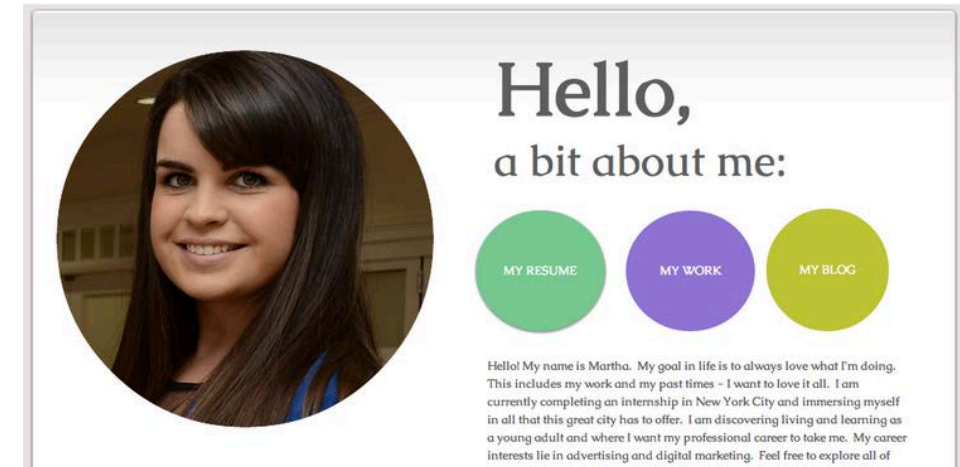 Hello,
a bit about me:
MY RESUME
MY WORK
MY BLOG
Hello! My name is Martha. My goal in life is to always love what I'm doing.
This includes my work and my past times - I want to love it all. I am
currently completing an internship in New York City and immersing myself
in all that this great city has to offer. I am discovering living and learning as
a young adult and where I want my professional career to take me. My career
interests lie in advertising and digital marketing. Feel free to explore all of